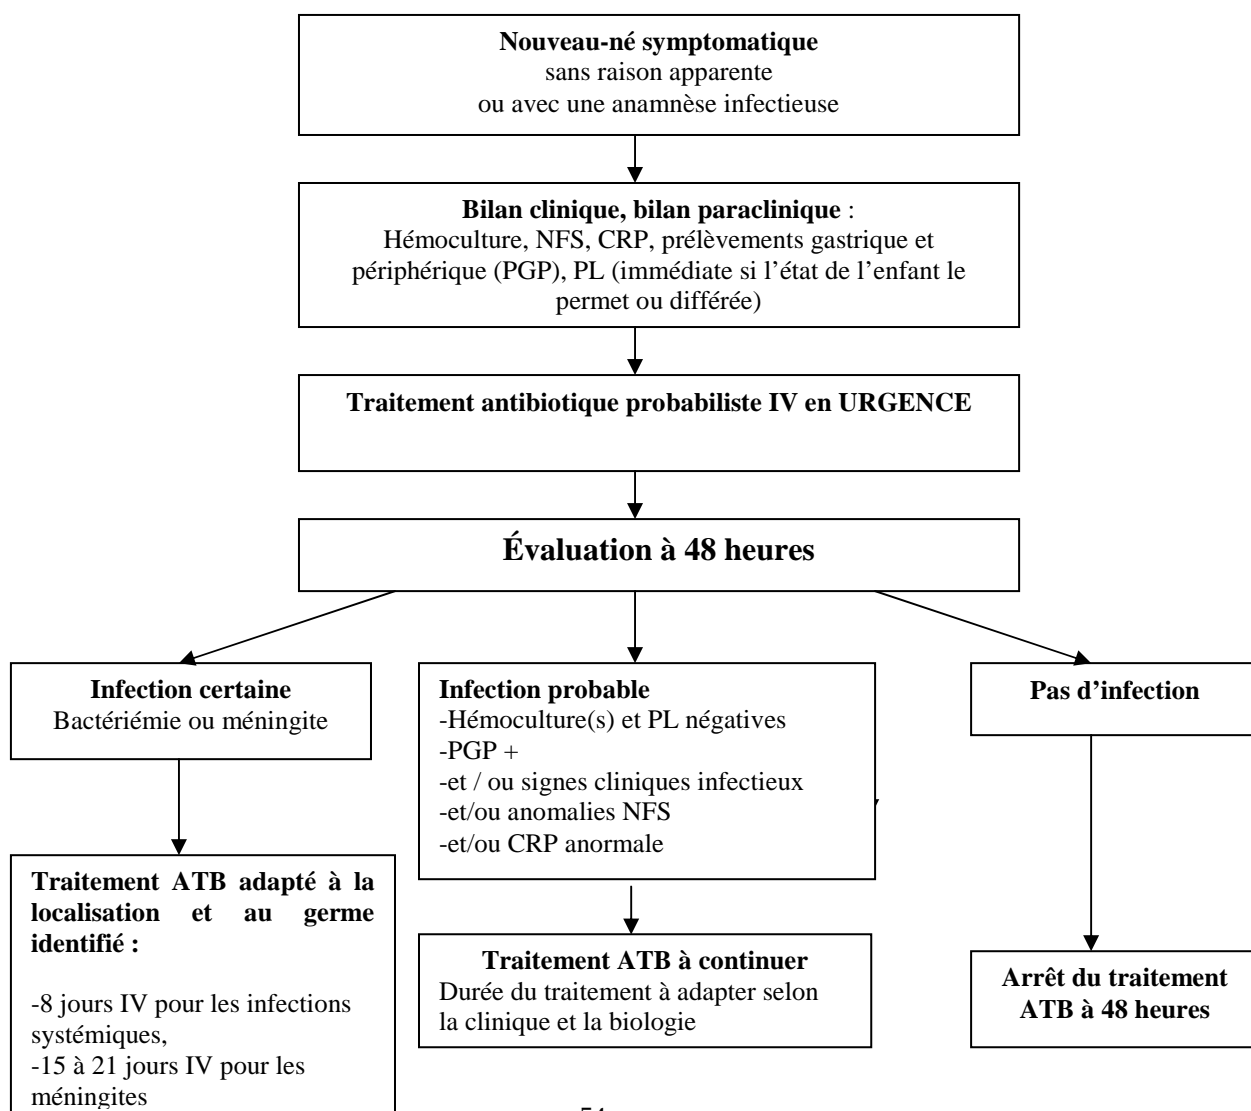 Nouveau-né symptomatique
sans raison apparente
ou avec une anamnèse infectieuse
Bilan clinique, bilan paraclinique :
Hémoculture, NFS, CRP, prélèvements gastrique et
périphérique (PGP), PL (immédiate si l’état de l’enfant le
permet ou différée)
Traitement antibiotique probabiliste IV en URGENCE
Évaluation à 48 heures
Infection certaine
Bactériémie ou méningite
Traitement ATB adapté à la
localisation et au germe
identifié :
-8 jours IV pour les infections
systémiques,
-15 à 21 jours IV pour les
méningites
Infection probable
-Hémoculture(s) et PL négatives
-PGP +
-et / ou signes cliniques infectieux
-et/ou anomalies NFS
-et/ou CRP anormale
Traitement ATB à continuer
Durée du traitement à adapter selon
la clinique et la biologie
Pas d’infection
Arrêt du traitement
ATB à 48 heures